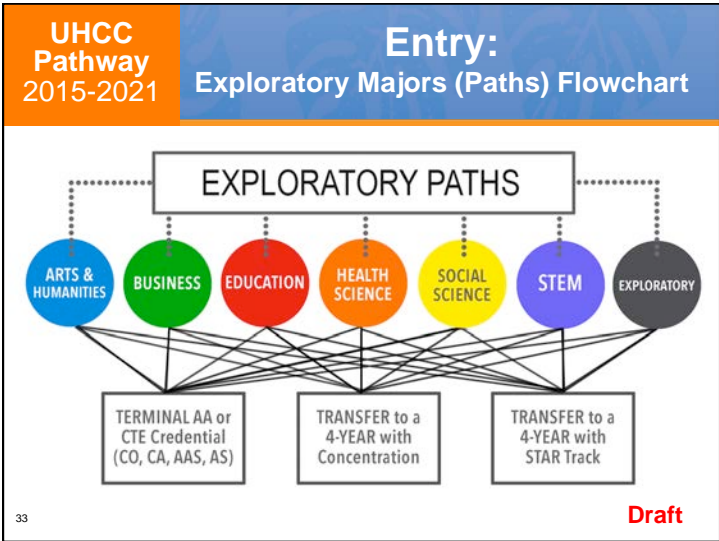 UHCC
Pathway
2015-2021
Entry:
Exploratory Majors (Paths) Flowchart
EXPLORATORY PATHS
ARTS &
HUMANITIES
BUSINESS
EDUCATION
HEALTH
SCIENCE
SOCIAL
SCIENCE
STEM
EXPLORATORY
TERMINAL AA or
CTE Credential
(CO, CA, AAS, AS)
TRANSFER to a
4-YEAR with
Concentration
TRANSFER to a
4-YEAR with
STAR Track
33
Draft